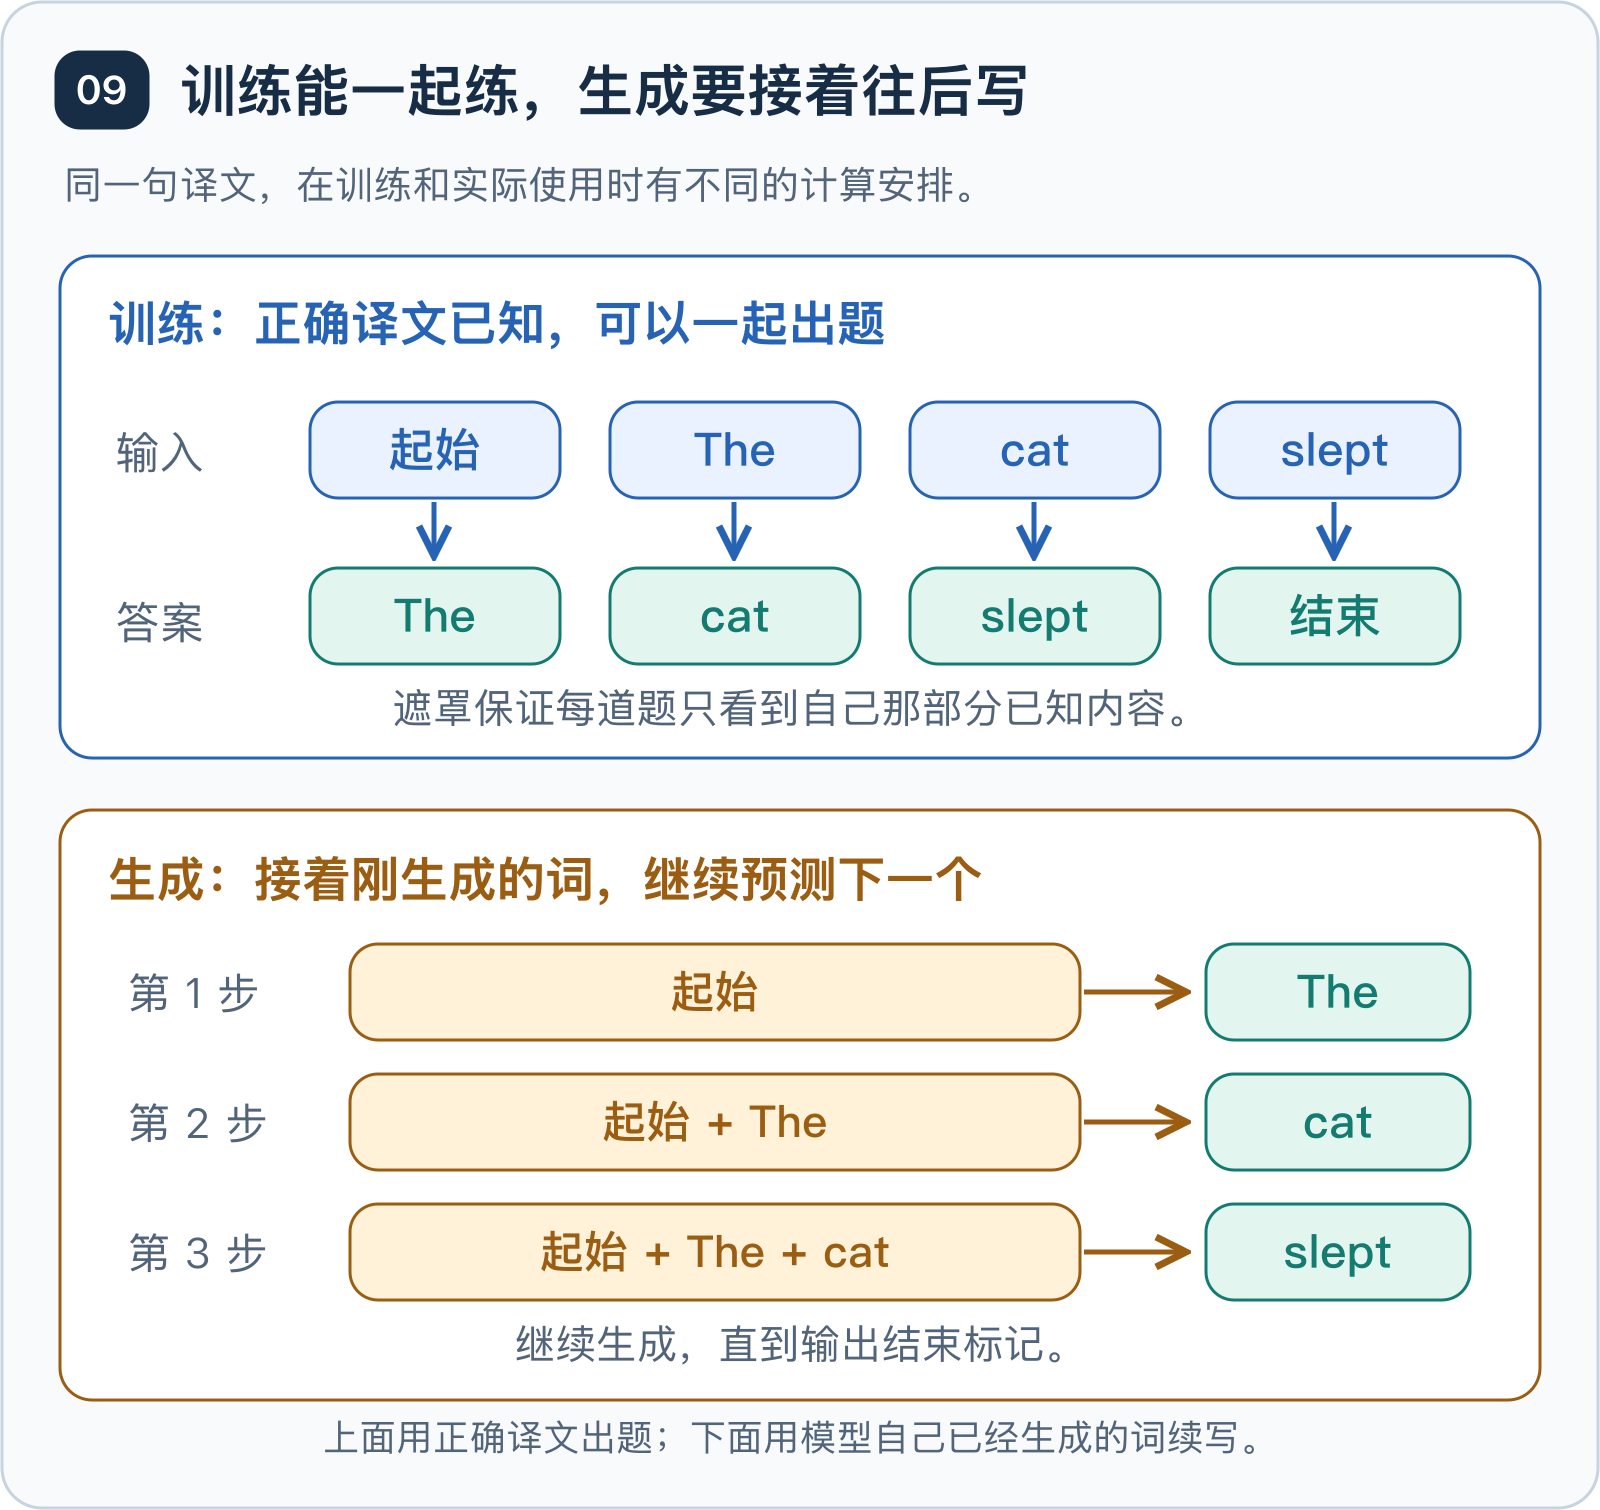 09 训练能一起练，生成要接着往后写
同一句译文，在训练和实际使用时有不同的计算安排。
训练：正确译文已知，可以一起出题
输入 起始 The cat slept
答案 The cat slept 结束
遮罩保证每道题只看到自己那部分已知内容。
生成：接着刚生成的词，继续预测下一个
第 1 步 起始 The
第 2 步 起始 + The cat
第 3 步 起始 + The + cat slept
继续生成，直到输出结束标记。
上面用正确译文出题；下面用模型自己已经生成的词续写。